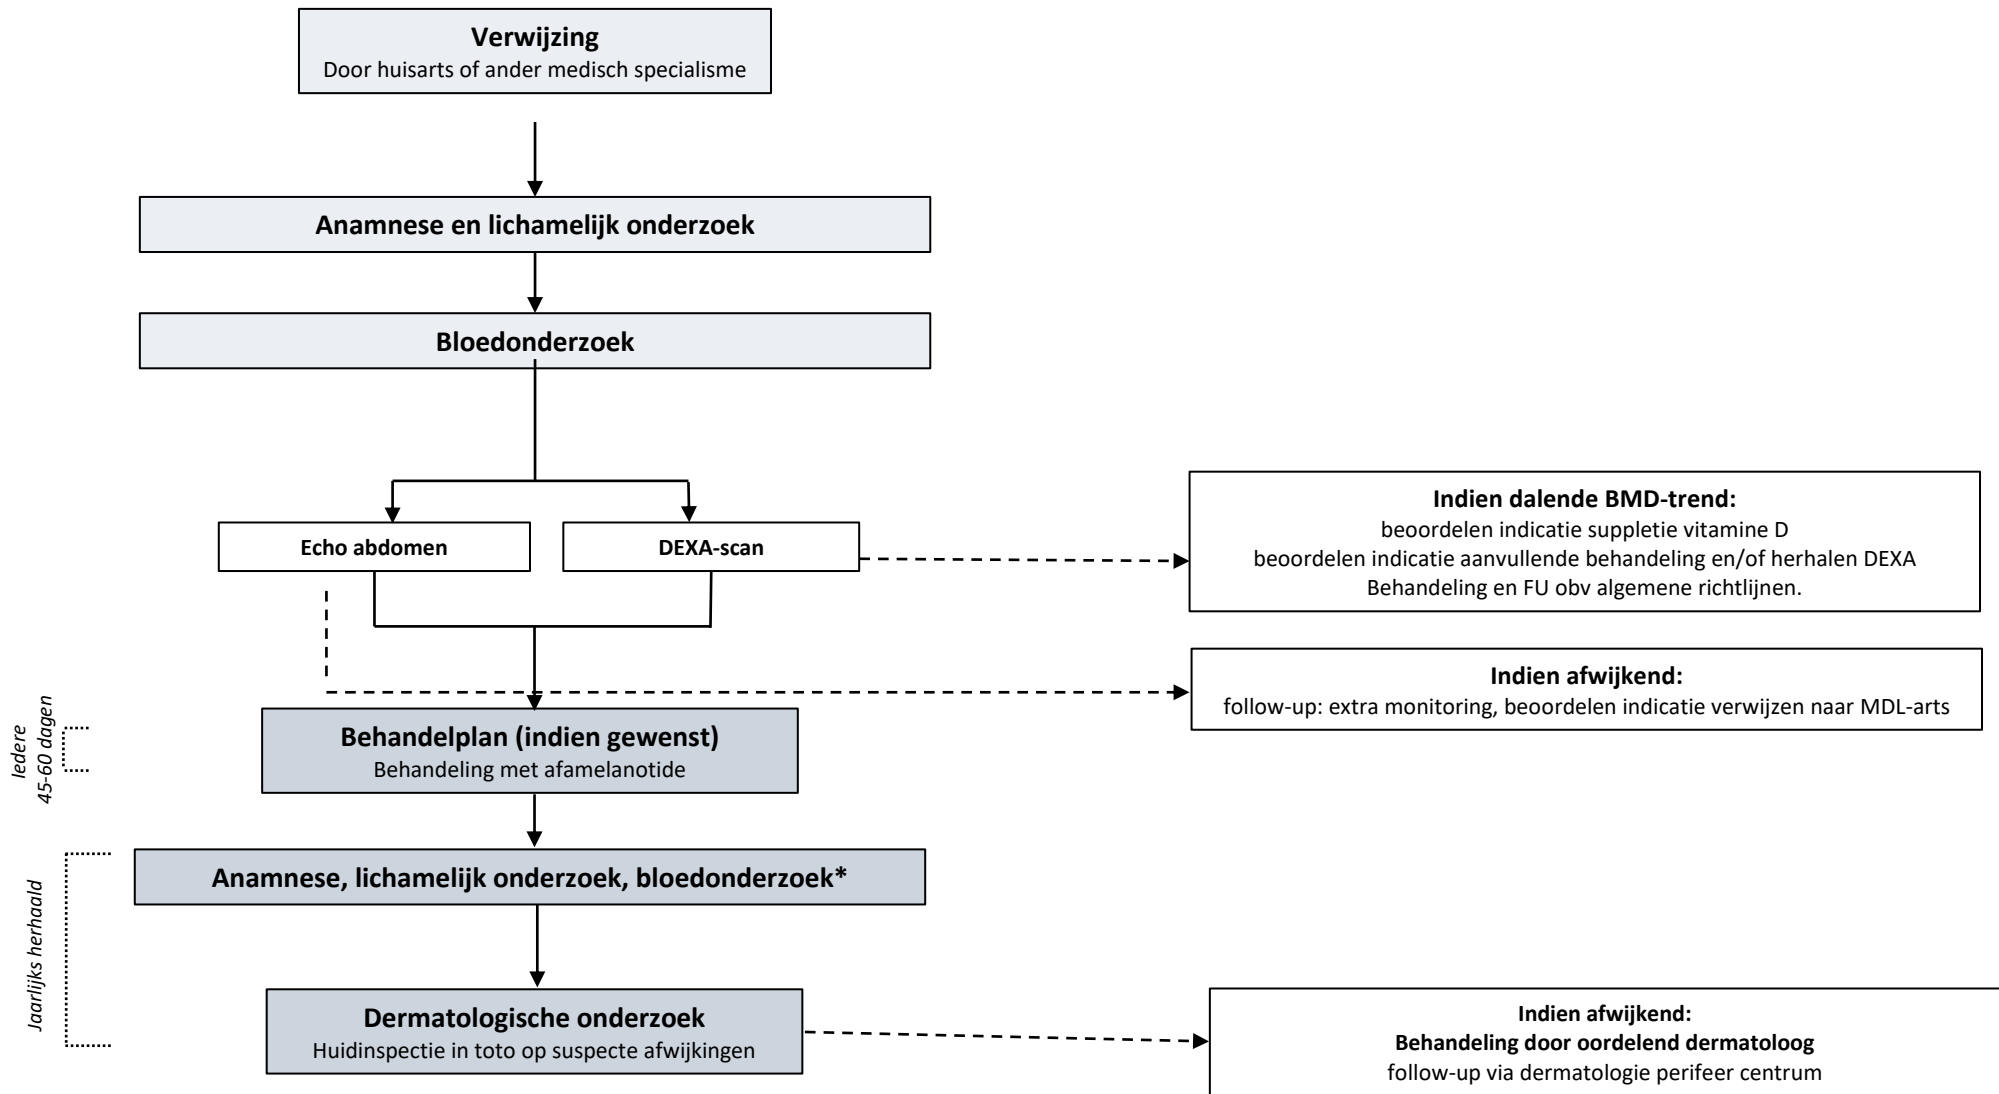 Verwijzing
Door huisarts of ander medisch specialisme
Anamnese en lichamelijk onderzoek
Bloedonderzoek
Echo abdomen
DEXA-scan
Indien dalende BMD-trend:
beoordelen indicatie suppletie vitamine D
beoordelen indicatie aanvullende behandeling en/of herhalen DEXA
Behandeling en FU obv algemene richtlijnen.
Indien afwijkend:
follow-up: extra monitoring, beoordelen indicatie verwijzen naar MDL-arts
Iedere
45-60 dagen
Behandelplan (indien gewenst)
Behandeling met afamelanotide
Jaarlijks herhaald
Anamnese, lichamelijk onderzoek, bloedonderzoek*
Dermatologische onderzoek
Huidinspectie in toto op suspecte afwijkingen
Indien afwijkend:
Behandeling door oordelend dermatoloog
follow-up via dermatologie perifeer centrum